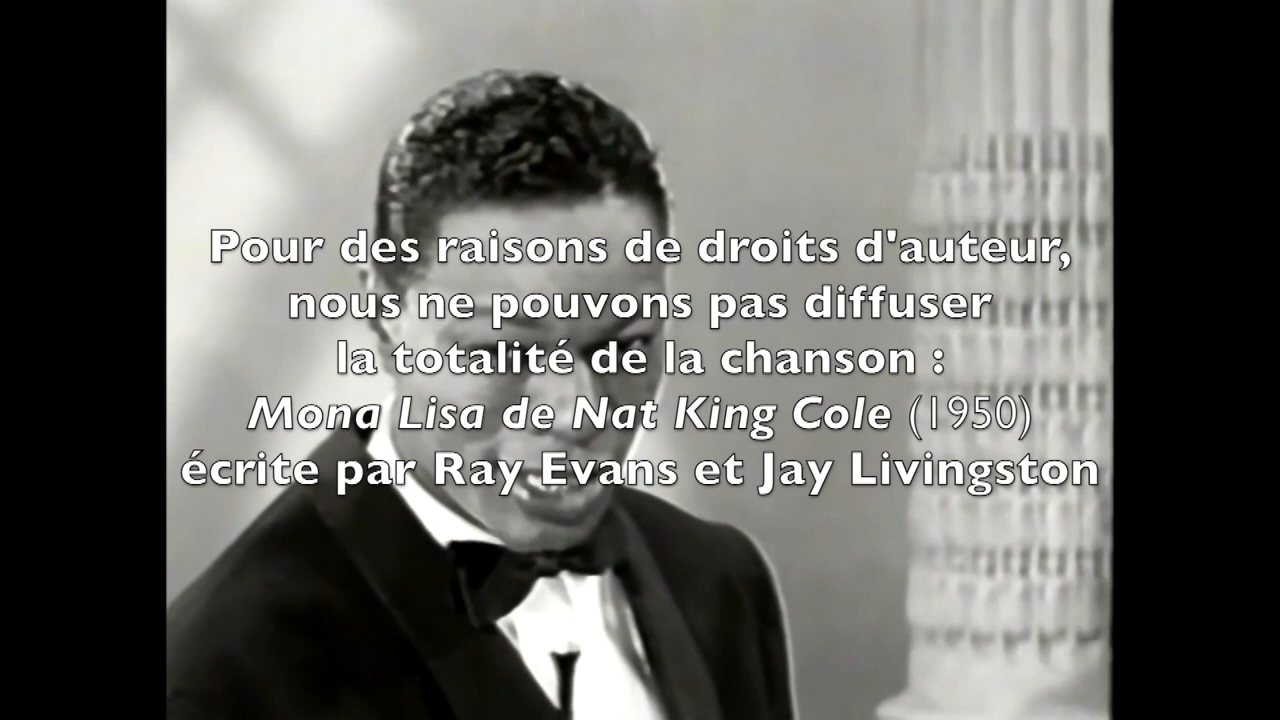 Pour des raisons de droits d'auteur,
nous ne pouvons pas diffuser
la totalité de la chanson :
Mona Lisa de Nat King Cole (1950)
écrite par Ray Evans et Jay Livingston